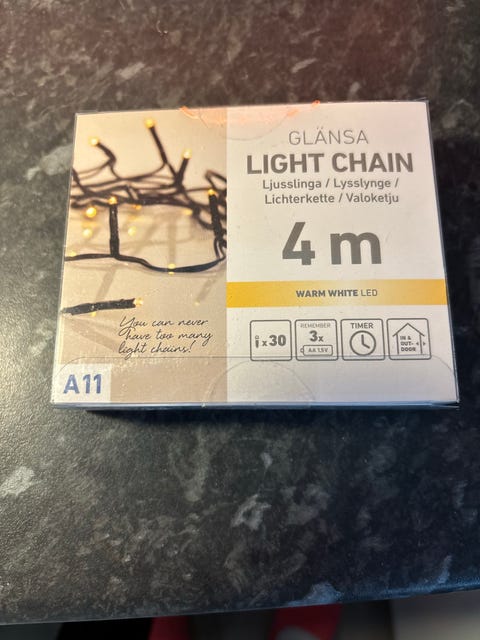 GLÄNSA
LIGHT CHAIN
Ljusslinga / Lysslynge /
Lichterkette / Valoketju
4 m
WARM WHITE LED
You can never
have too many
light chains!
x 30
REMEMBER
3x
AA 1.5V
TIMER
IN &
OUT-
DOOR
A11